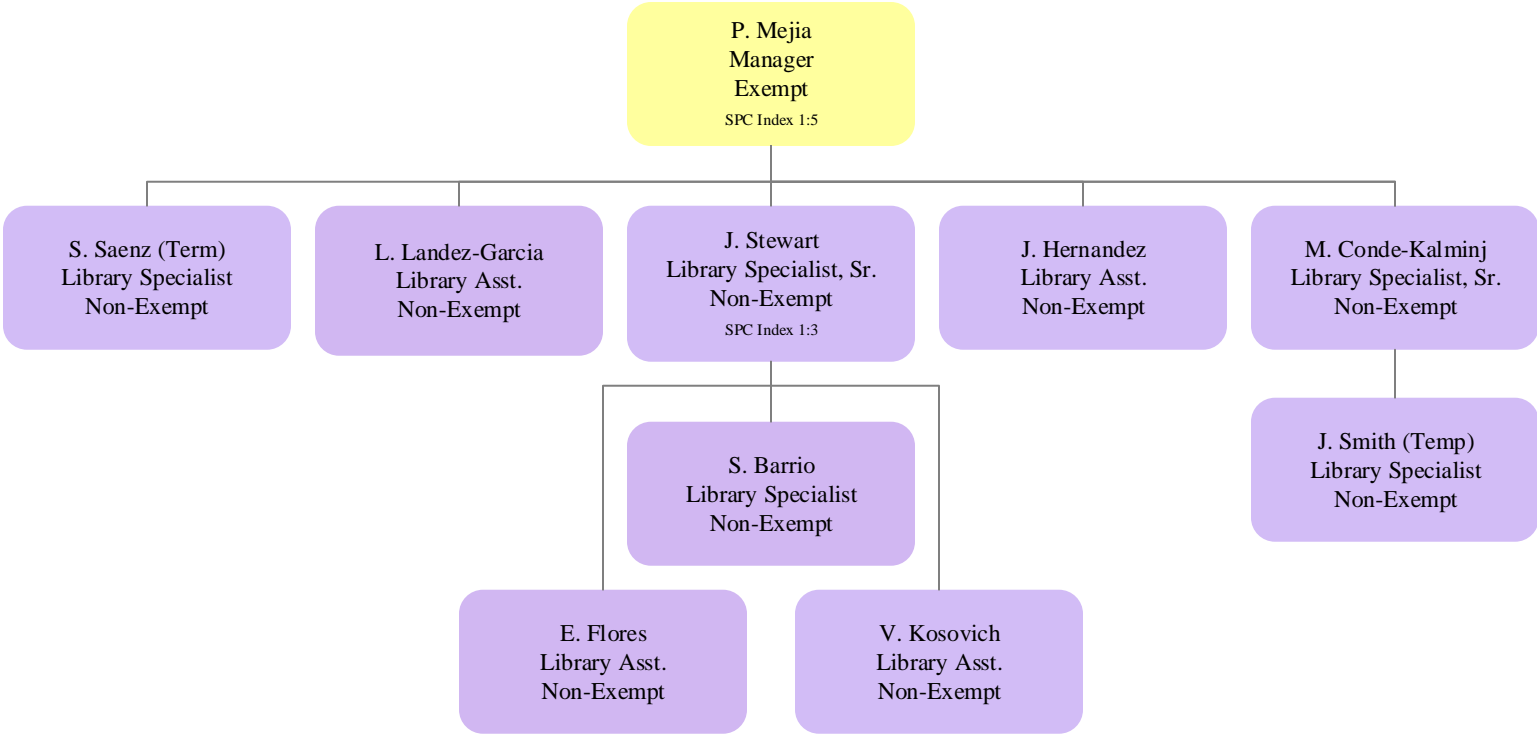 P. Mejia
Manager
Exempt
SPC Index 1:5
S. Saenz (Term)
Library Specialist
Non-Exempt
L. Landez-Garcia
Library Asst.
Non-Exempt
J. Stewart
Library Specialist, Sr.
Non-Exempt
SPC Index 1:3
J. Hernandez
Library Asst.
Non-Exempt
M. Conde-Kalminj
Library Specialist, Sr.
Non-Exempt
S. Barrio
Library Specialist
Non-Exempt
J. Smith (Temp)
Library Specialist
Non-Exempt
E. Flores
Library Asst.
Non-Exempt
V. Kosovich
Library Asst.
Non-Exempt